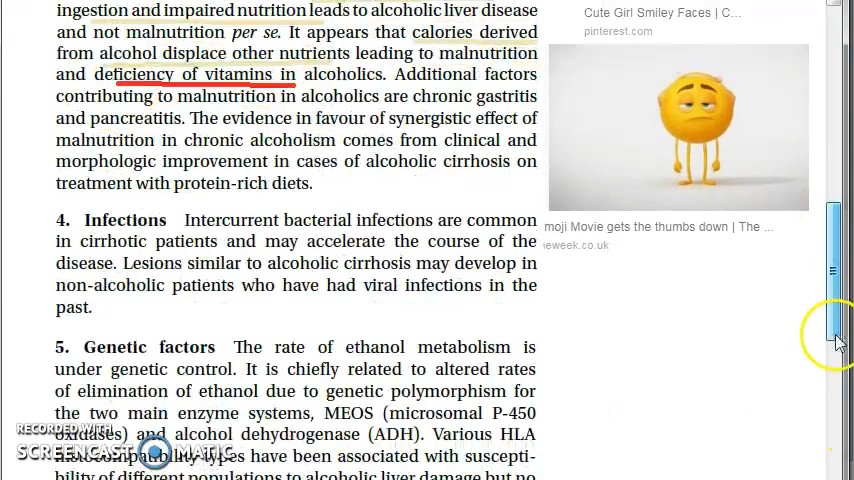 ingestion and impaired nutrition leads to alcoholic liver disease
and not malnutrition per se. It appears that calories derived
from alcohol displace other nutrients leading to malnutrition
and deficiency of vitamins in alcoholics. Additional factors
contributing to malnutrition in alcoholics are chronic gastritis
and pancreatitis. The evidence in favour of synergistic effect of
malnutrition in chronic alcoholism comes from clinical and
morphologic improvement in cases of alcoholic cirrhosis on
treatment with protein-rich diets.
4. Infections Intercurrent bacterial infections are common
in cirrhotic patients and may accelerate the course of the
disease. Lesions similar to alcoholic cirrhosis may develop in
non-alcoholic patients who have had viral infections in the
past.
5. Genetic factors The rate of ethanol metabolism is
under genetic control. It is chiefly related to altered rates
of elimination of ethanol due to genetic polymorphism for
the two main enzyme systems, MEOS (microsomal P-450
oxidases) and alcohol dehydrogenase (ADH). Various HLA
histocompatibility types have been associated with suscepti-
bility of different populations to alcoholic liver damage but no
Cute Girl Smiley Faces | C...
pinterest.com
moji Movie gets the thumbs down | The ...
neweek.co.uk
RECORDED WITH
SCREENCAST MATIC